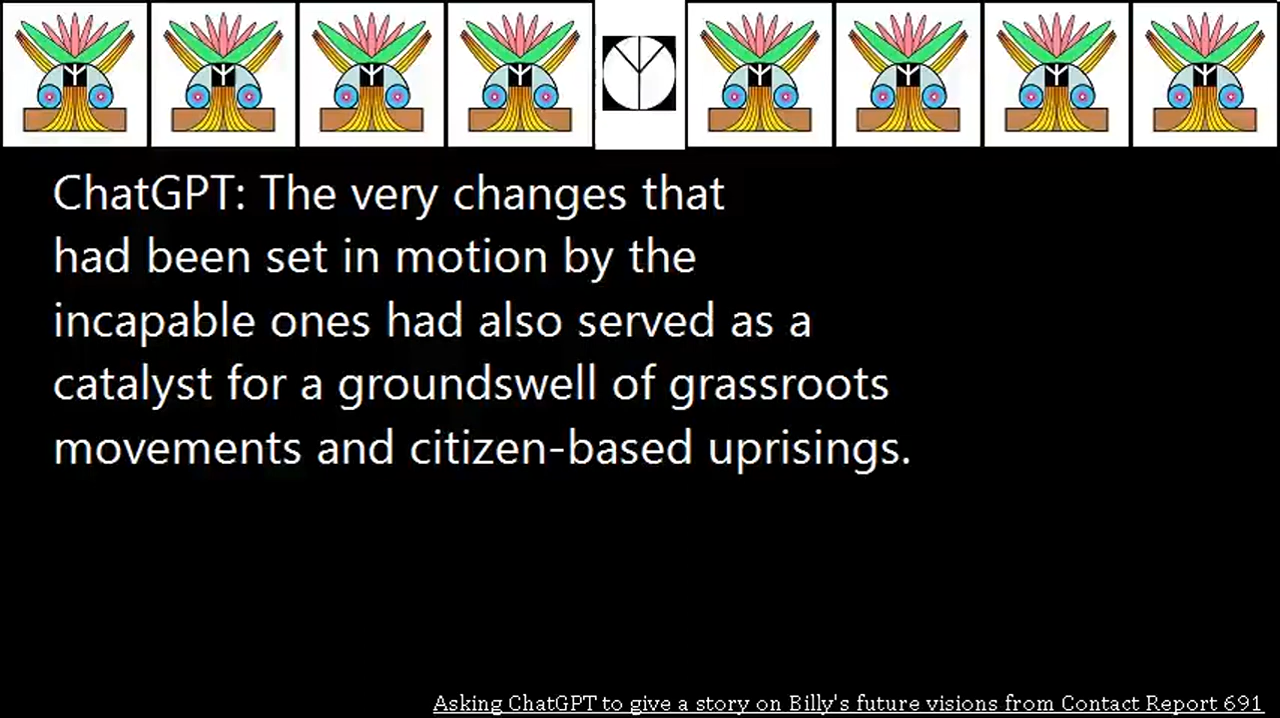 ChatGPT: The very changes that
had been set in motion by the
incapable ones had also served as a
catalyst for a groundswell of grassroots
movements and citizen-based uprisings.
Asking ChatGPT to give a story on Billy's future visions from Contact Report 691